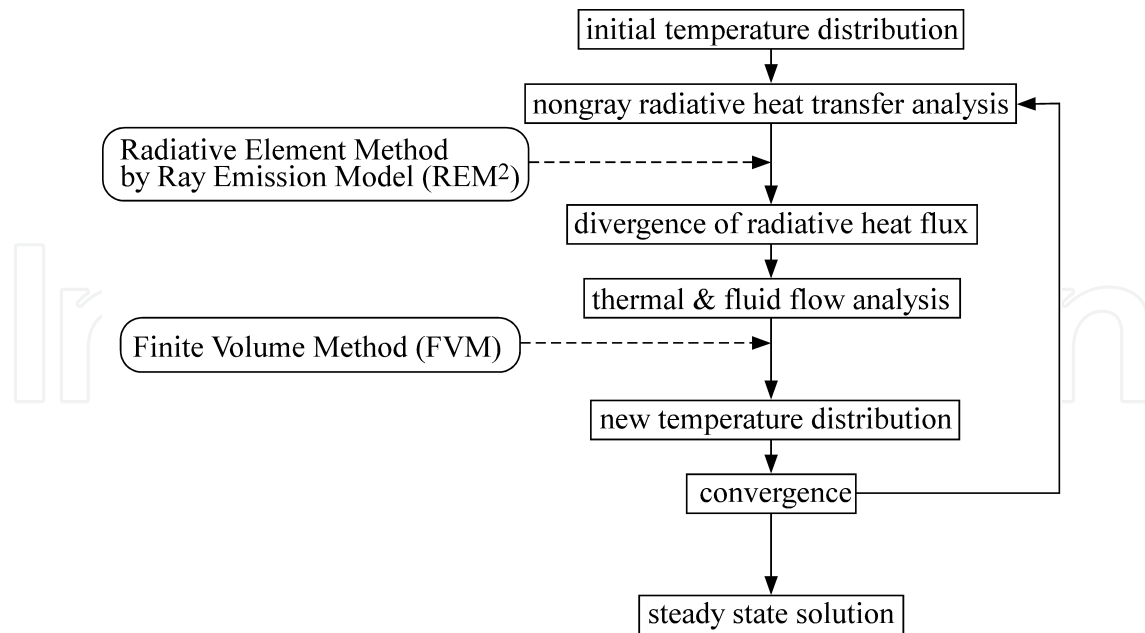 initial temperature distribution
nongray radiative heat transfer analysis
Radiative Element Method
by Ray Emission Model (REM²)
divergence of radiative heat flux
thermal & fluid flow analysis
Finite Volume Method (FVM)
new temperature distribution
convergence
steady state solution